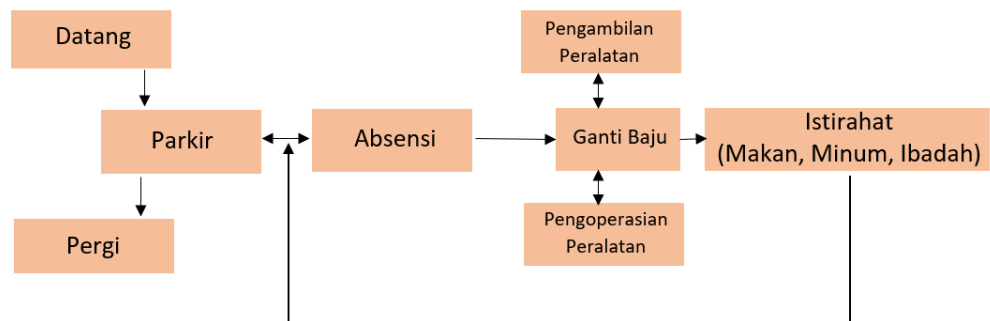 Datang
Parkir
Pergi
Absensi
Pengambilan
Peralatan
Ganti Baju
Pengoperasian
Peralatan
Istirahat
(Makan, Minum, Ibadah)